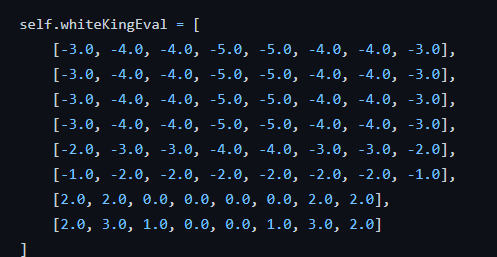 self.whiteKingEval = [
[-3.0, -4.0, -4.0, -5.0, -5.0, -4.0, -4.0, -3.0],
[-3.0, -4.0, -4.0, -5.0, -5.0, -4.0, -4.0, -3.0],
[-3.0, -4.0, -4.0, -5.0, -5.0, -4.0, -4.0, -3.0],
[-3.0, -4.0, -4.0, -5.0, -5.0, -4.0, -4.0, -3.0],
[-2.0, -3.0, -3.0, -4.0, -4.0, -3.0, -3.0, -2.0],
[-1.0, -2.0, -2.0, -2.0, -2.0, -2.0, -2.0, -1.0],
[2.0, 2.0, 0.0, 0.0, 0.0, 0.0, 2.0, 2.0],
[2.0, 3.0, 1.0, 0.0, 0.0, 1.0, 3.0, 2.0]
]